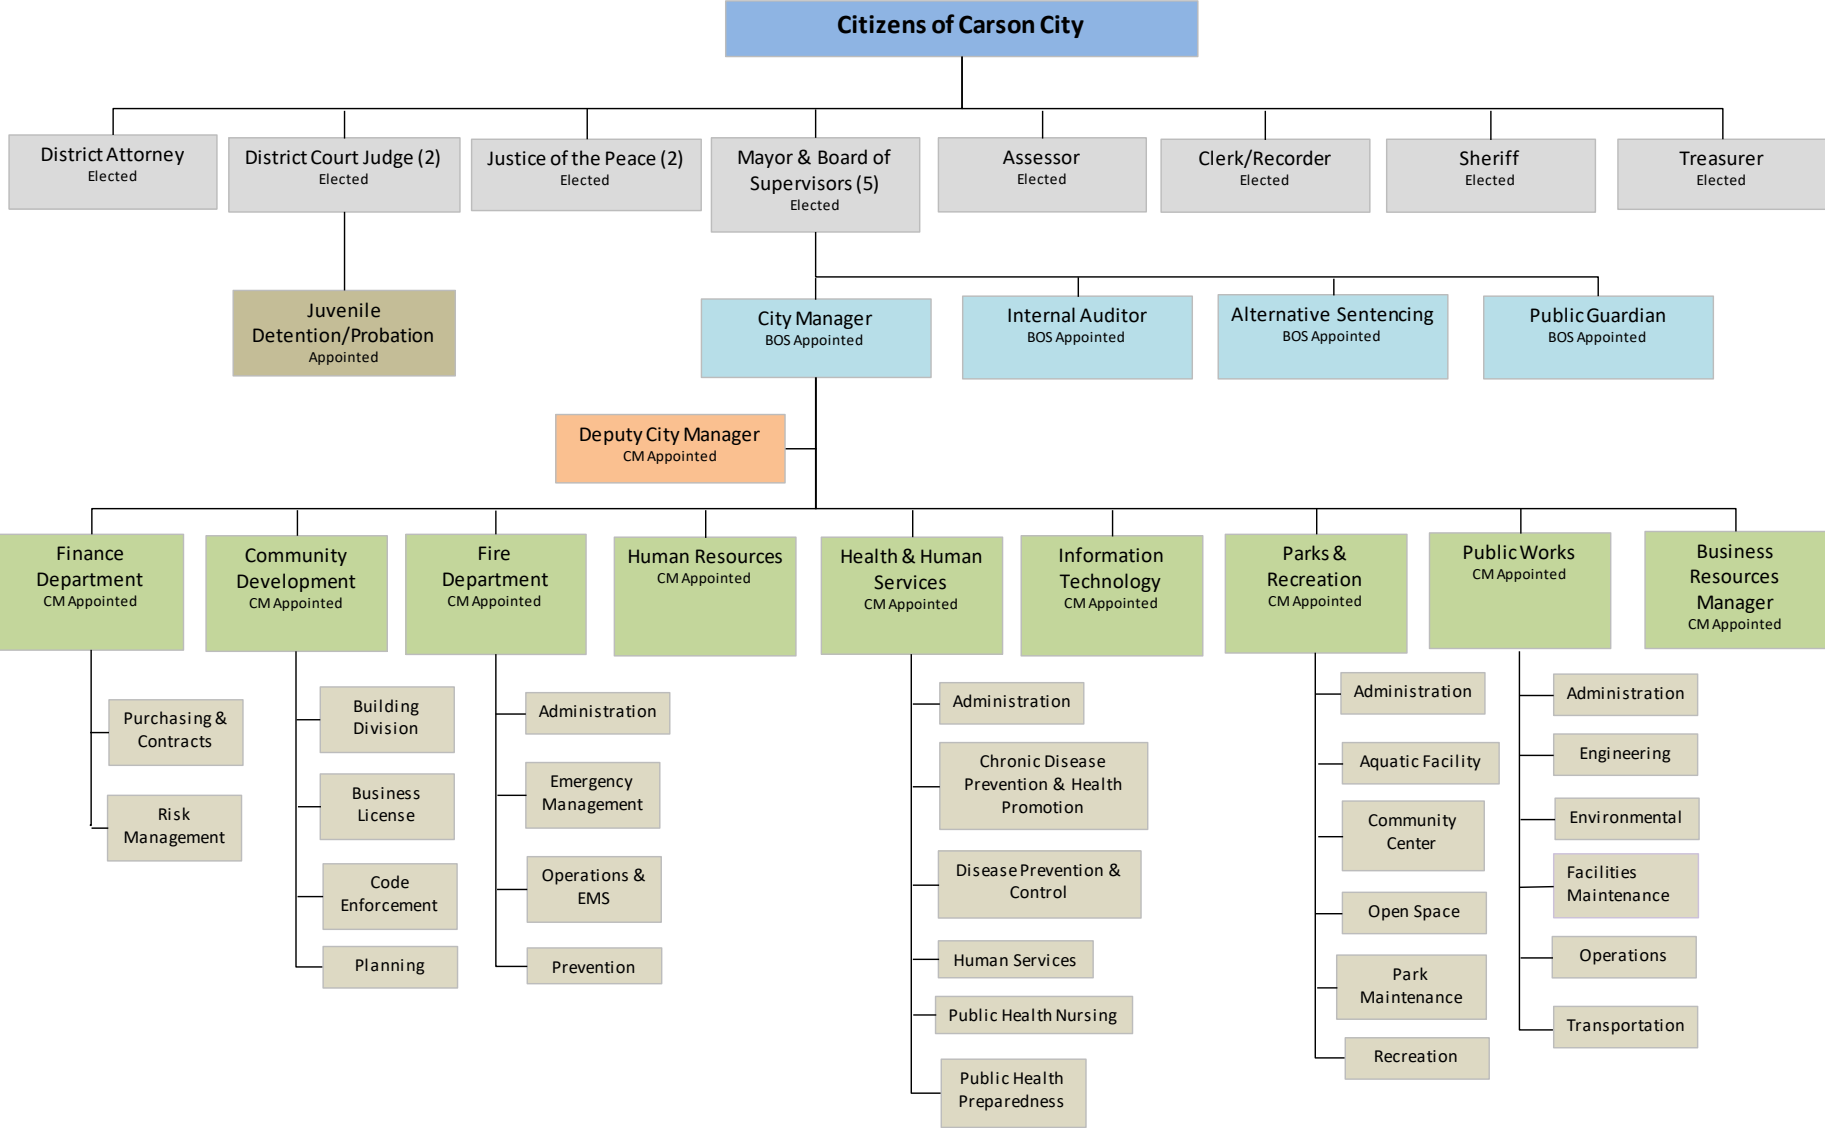 Citizens of Carson City
District Attorney
Elected
District Court Judge (2)
Elected
Justice of the Peace (2)
Elected
Mayor & Board of
Supervisors (5)
Elected
Assessor
Elected
Clerk/Recorder
Elected
Sheriff
Elected
Treasurer
Elected
Juvenile
Detention/Probation
Appointed
City Manager
BOS Appointed
Internal Auditor
BOS Appointed
Alternative Sentencing
BOS Appointed
Public Guardian
BOS Appointed
Deputy City Manager
CM Appointed
Finance
Department
CM Appointed
Community
Development
CM Appointed
Fire
Department
CM Appointed
Human Resources
CM Appointed
Health & Human
Services
CM Appointed
Information
Technology
CM Appointed
Parks &
Recreation
CM Appointed
Public Works
CM Appointed
Business
Resources
Manager
CM Appointed
Purchasing &
Contracts
Risk
Management
Building
Division
Business
License
Code
Enforcement
Planning
Administration
Emergency
Management
Operations &
EMS
Prevention
Administration
Chronic Disease
Prevention & Health
Promotion
Disease Prevention &
Control
Human Services
Public Health Nursing
Public Health
Preparedness
Administration
Aquatic Facility
Community
Center
Open Space
Park
Maintenance
Recreation
Administration
Engineering
Environmental
Facilities
Maintenance
Operations
Transportation